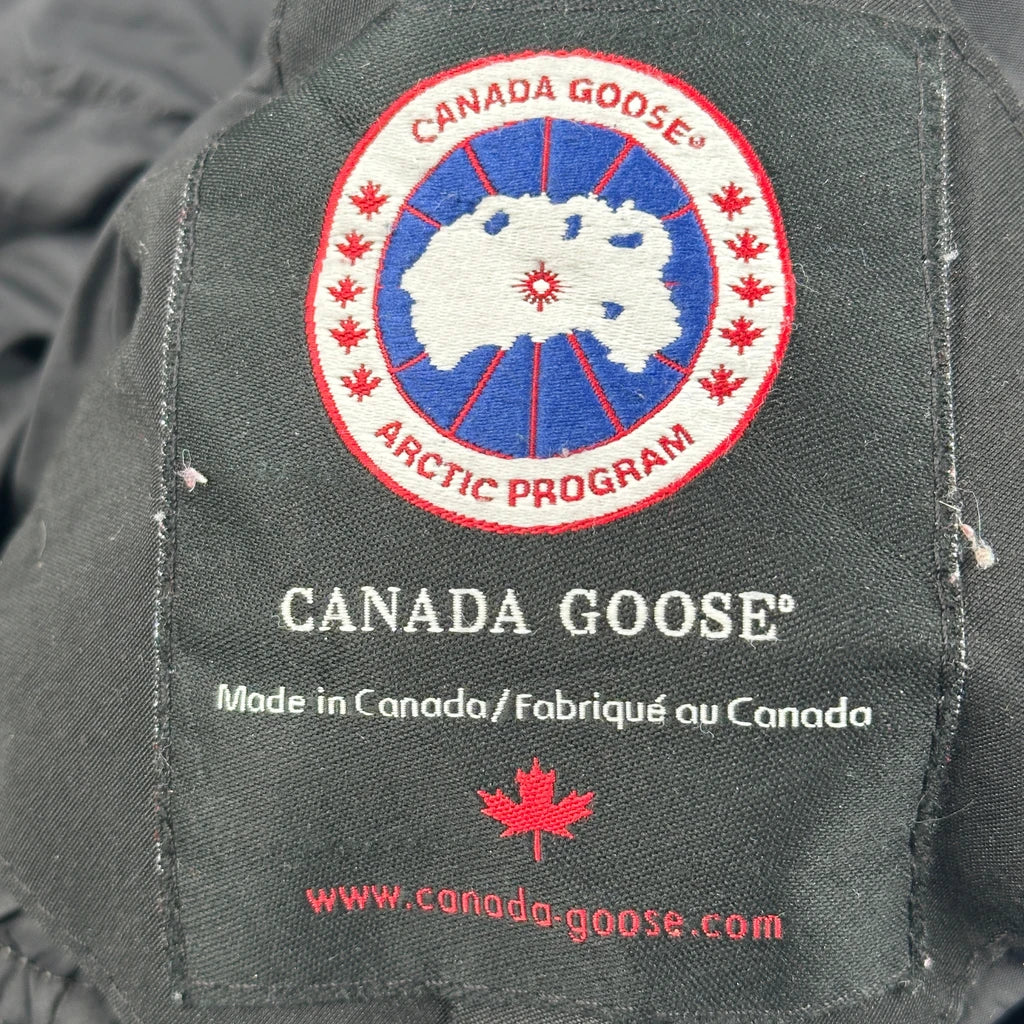 CANADA GOOSE®
ARCTIC PROGRAM
CANADA GOOSE®
Made in Canada/Fabriqué au Canada
www.canada-goose.com